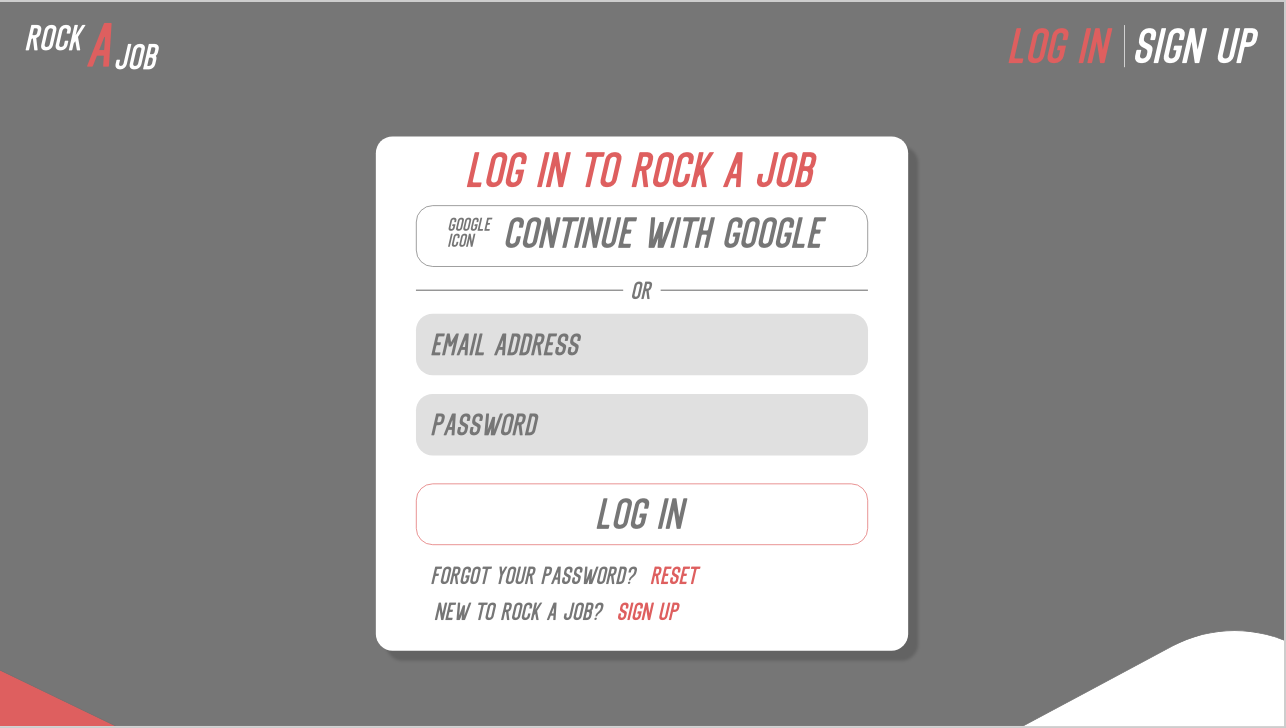 ROCK A JOB
LOG IN SIGN UP
LOG IN TO ROCK A JOB
GOOGLE ICON
CONTINUE WITH GOOGLE
OR
EMAIL ADDRESS
PASSWORD
LOG IN
FORGOT YOUR PASSWORD? RESET
NEW TO ROCK A JOB? SIGN UP